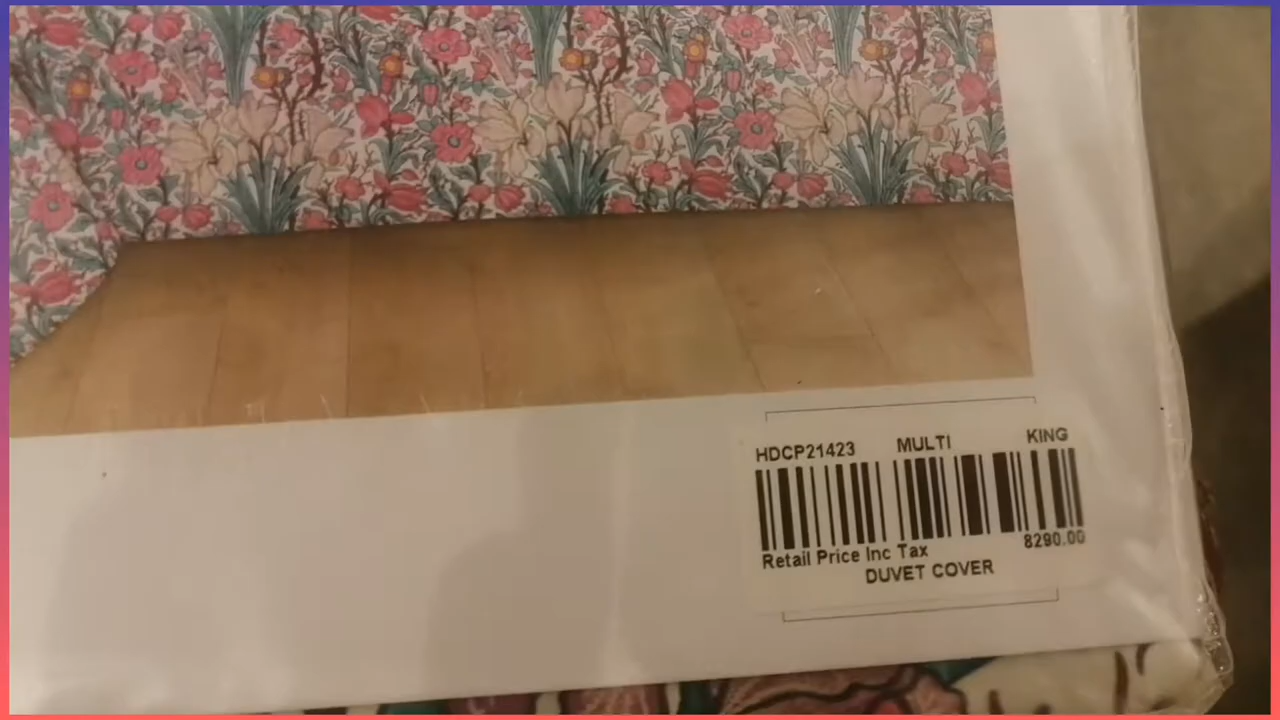 HDCP21423 MULTI KING
8290.00
Retail Price Inc Tax
DUVET COVER